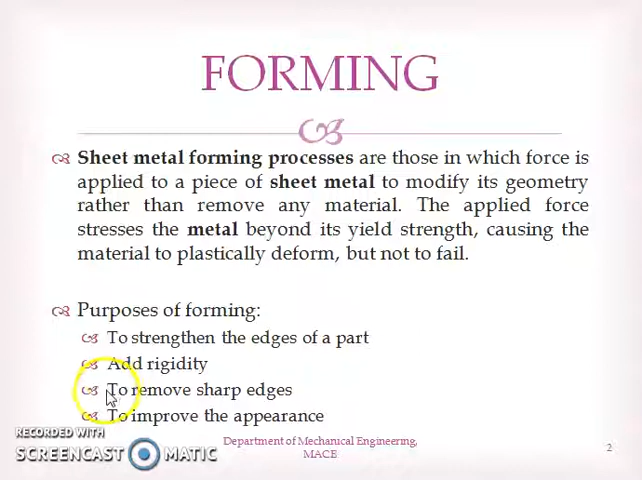 FORMING
Sheet metal forming processes are those in which force is
applied to a piece of sheet metal to modify its geometry
rather than remove any material. The applied force
stresses the metal beyond its yield strength, causing the
material to plastically deform, but not to fail.
Purposes of forming:
To strengthen the edges of a part
Add rigidity
To remove sharp edges
To improve the appearance
RECORDED WITH
SCREENCAST MATIC
Department of Mechanical Engineering,
MACE
2